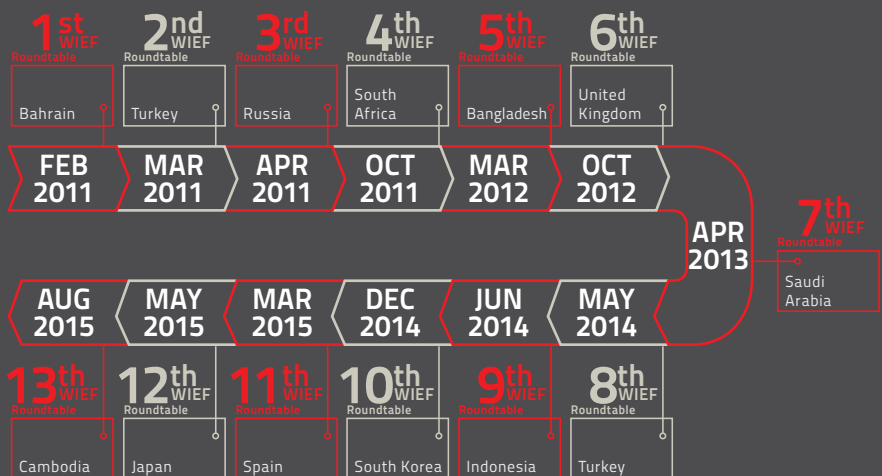 1st WIEF
Roundtable
Bahrain
2nd WIEF
Roundtable
Turkey
3rd WIEF
Roundtable
Russia
4th WIEF
Roundtable
South
Africa
5th WIEF
Roundtable
Bangladesh
6th WIEF
Roundtable
United
Kingdom
FEB
2011
MAR
2011
APR
2011
OCT
2011
MAR
2012
OCT
2012
APR
2013
7th WIEF
Roundtable
Saudi
Arabia
AUG
2015
MAY
2015
MAR
2015
DEC
2014
JUN
2014
MAY
2014
13th WIEF
Roundtable
Cambodia
12th WIEF
Roundtable
Japan
11th WIEF
Roundtable
Spain
10th WIEF
Roundtable
South Korea
9th WIEF
Roundtable
Indonesia
8th WIEF
Roundtable
Turkey